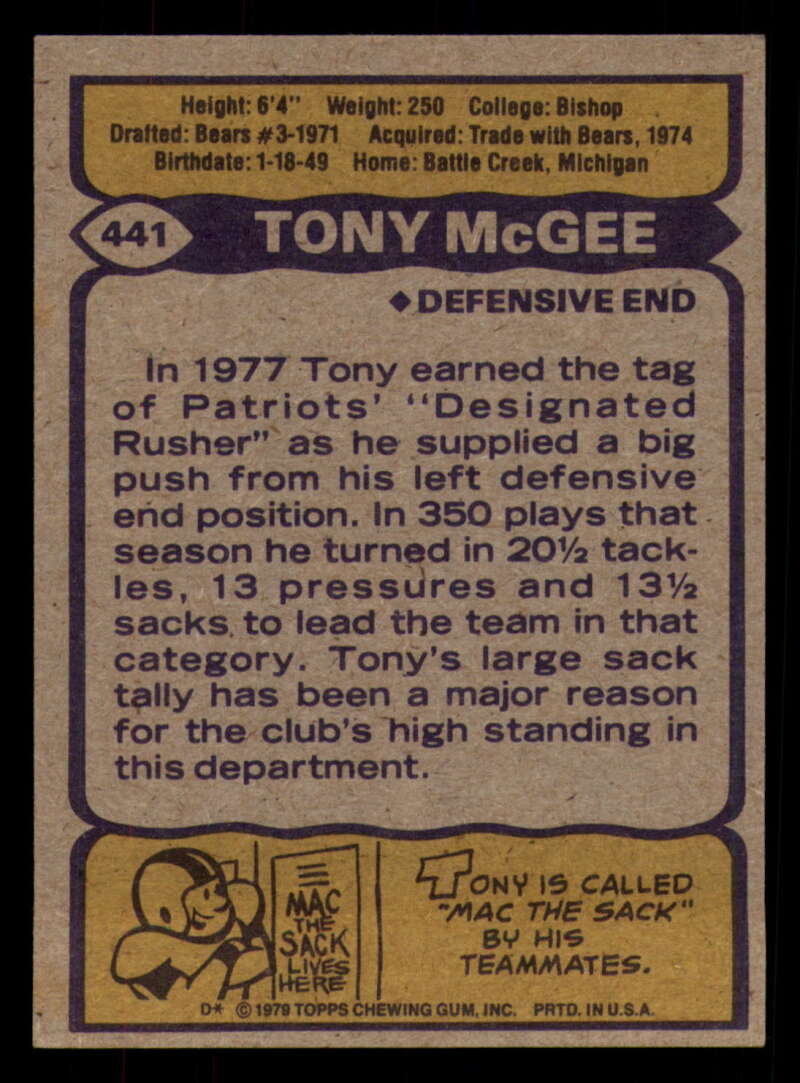 Height: 6'4" Weight: 250 College: Bishop
Drafted: Bears #3-1971 Acquired: Trade with Bears, 1974
Birthdate: 1-18-49 Home: Battle Creek, Michigan
441 TONY McGEE
◆DEFENSIVE END
In 1977 Tony earned the tag
of Patriots' "Designated
Rusher" as he supplied a big
push from his left defensive
end position. In 350 plays that
season he turned in 20½ tack-
les, 13 pressures and 13½
sacks to lead the team in that
category. Tony's large sack
tally has been a major reason
for the club's high standing in
this department.
MAC
THE
SACK
LIVES
HERE
TONY IS CALLED
"MAC THE SACK"
BY HIS
TEAMMATES.
D* © 1979 TOPPS CHEWING GUM, INC. PRTD. IN U.S.A.